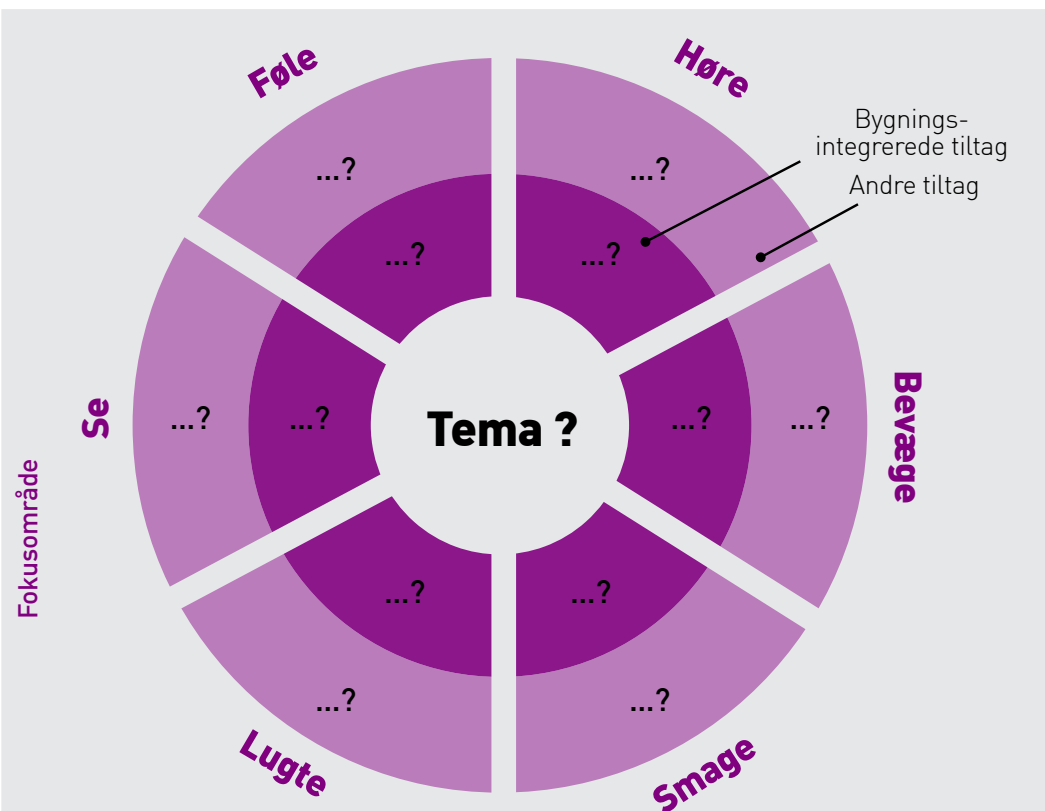 Føle
Høre
Bygnings-
integrerede tiltag
Andre tiltag
...?
...?
...?
...?
Se
...?
...?
Tema ?
...?
...?
Bevæge
Fokusområde
...?
...?
...?
...?
Lugte
Smage